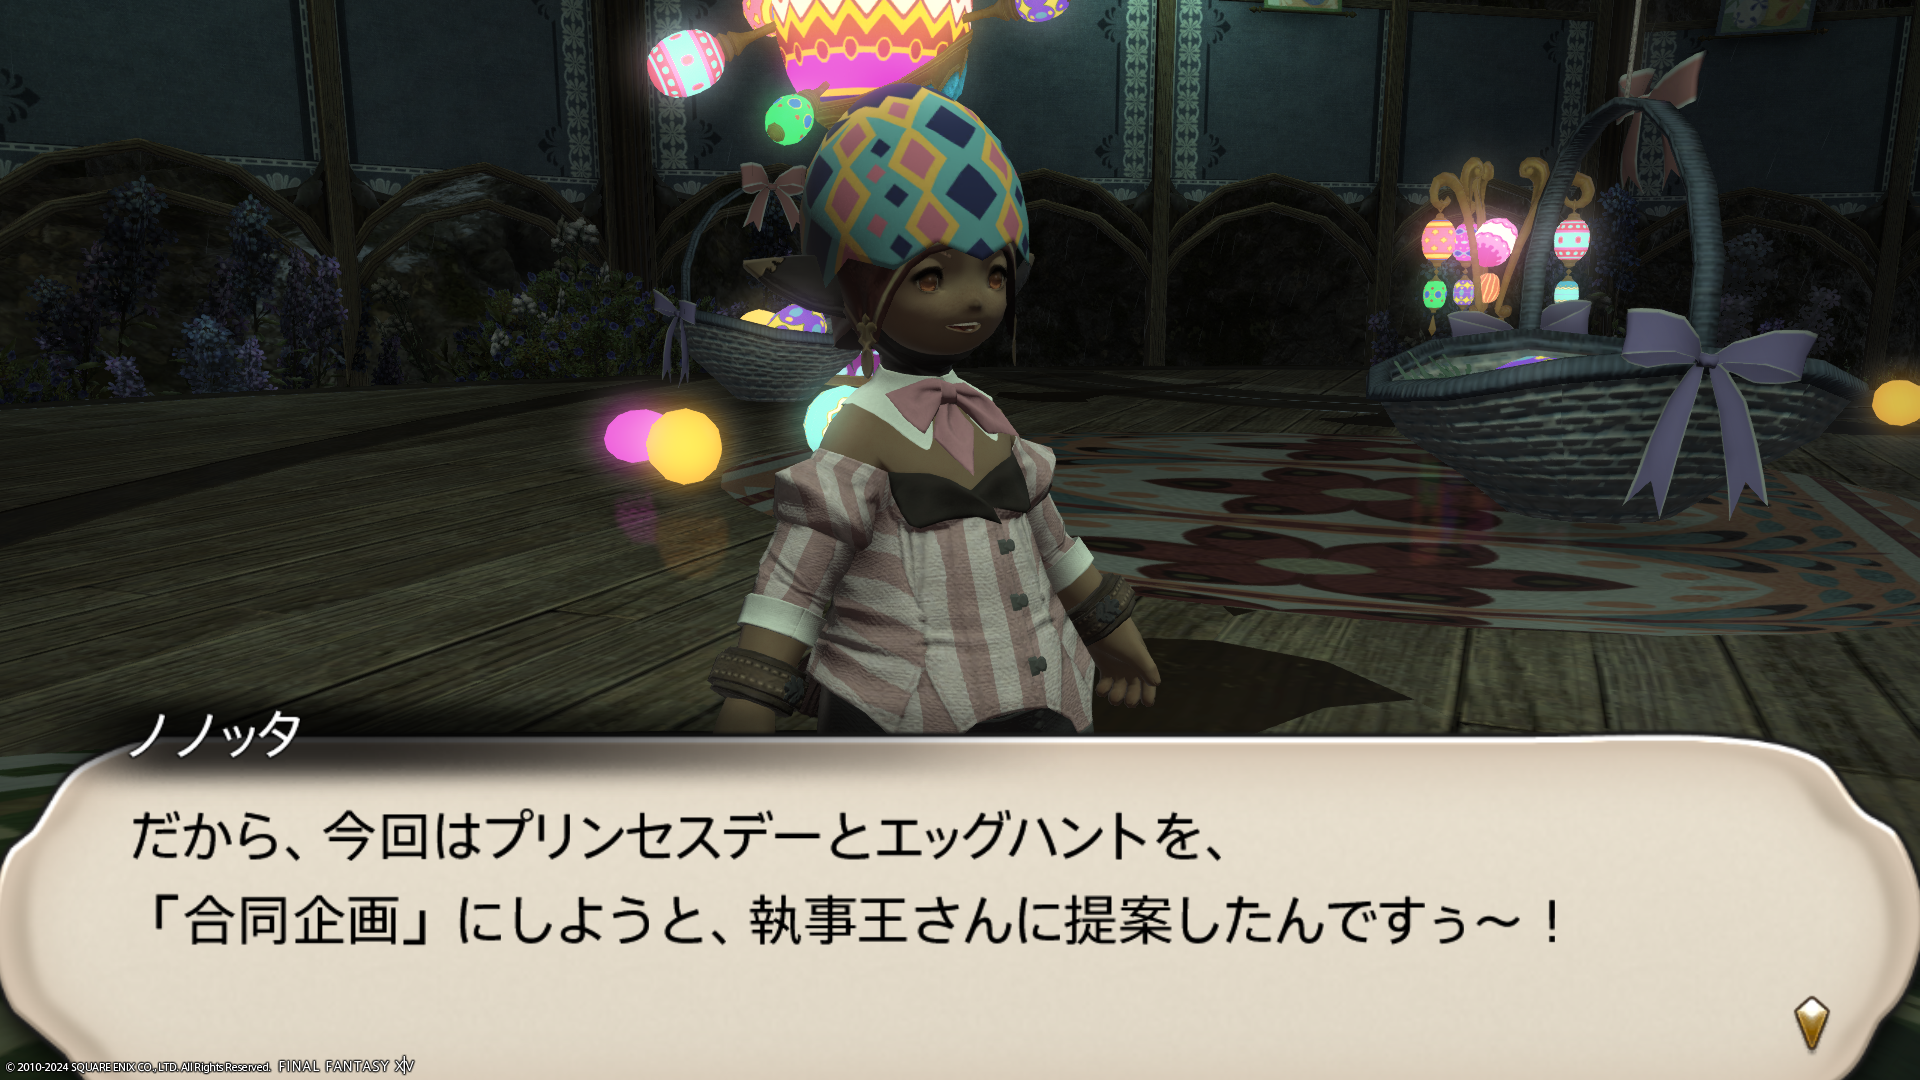 ノノッタ
だから、今回はプリンセスデーとエッグハントを、
「合同企画」にしようと、執事王さんに提案したんですぅ～！
© 2010-2024 SQUARE ENIX CO., LTD. All Rights Reserved. FINAL FANTASY XIV